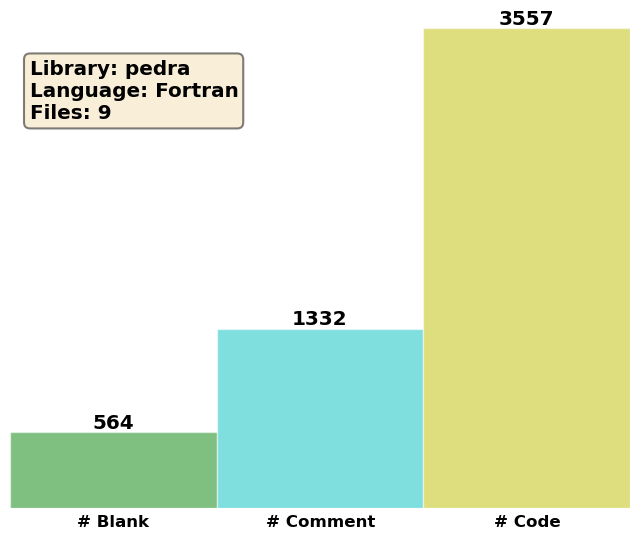 3557
Library: pedra
Language: Fortran
Files: 9
1332
564
# Blank
# Comment
# Code